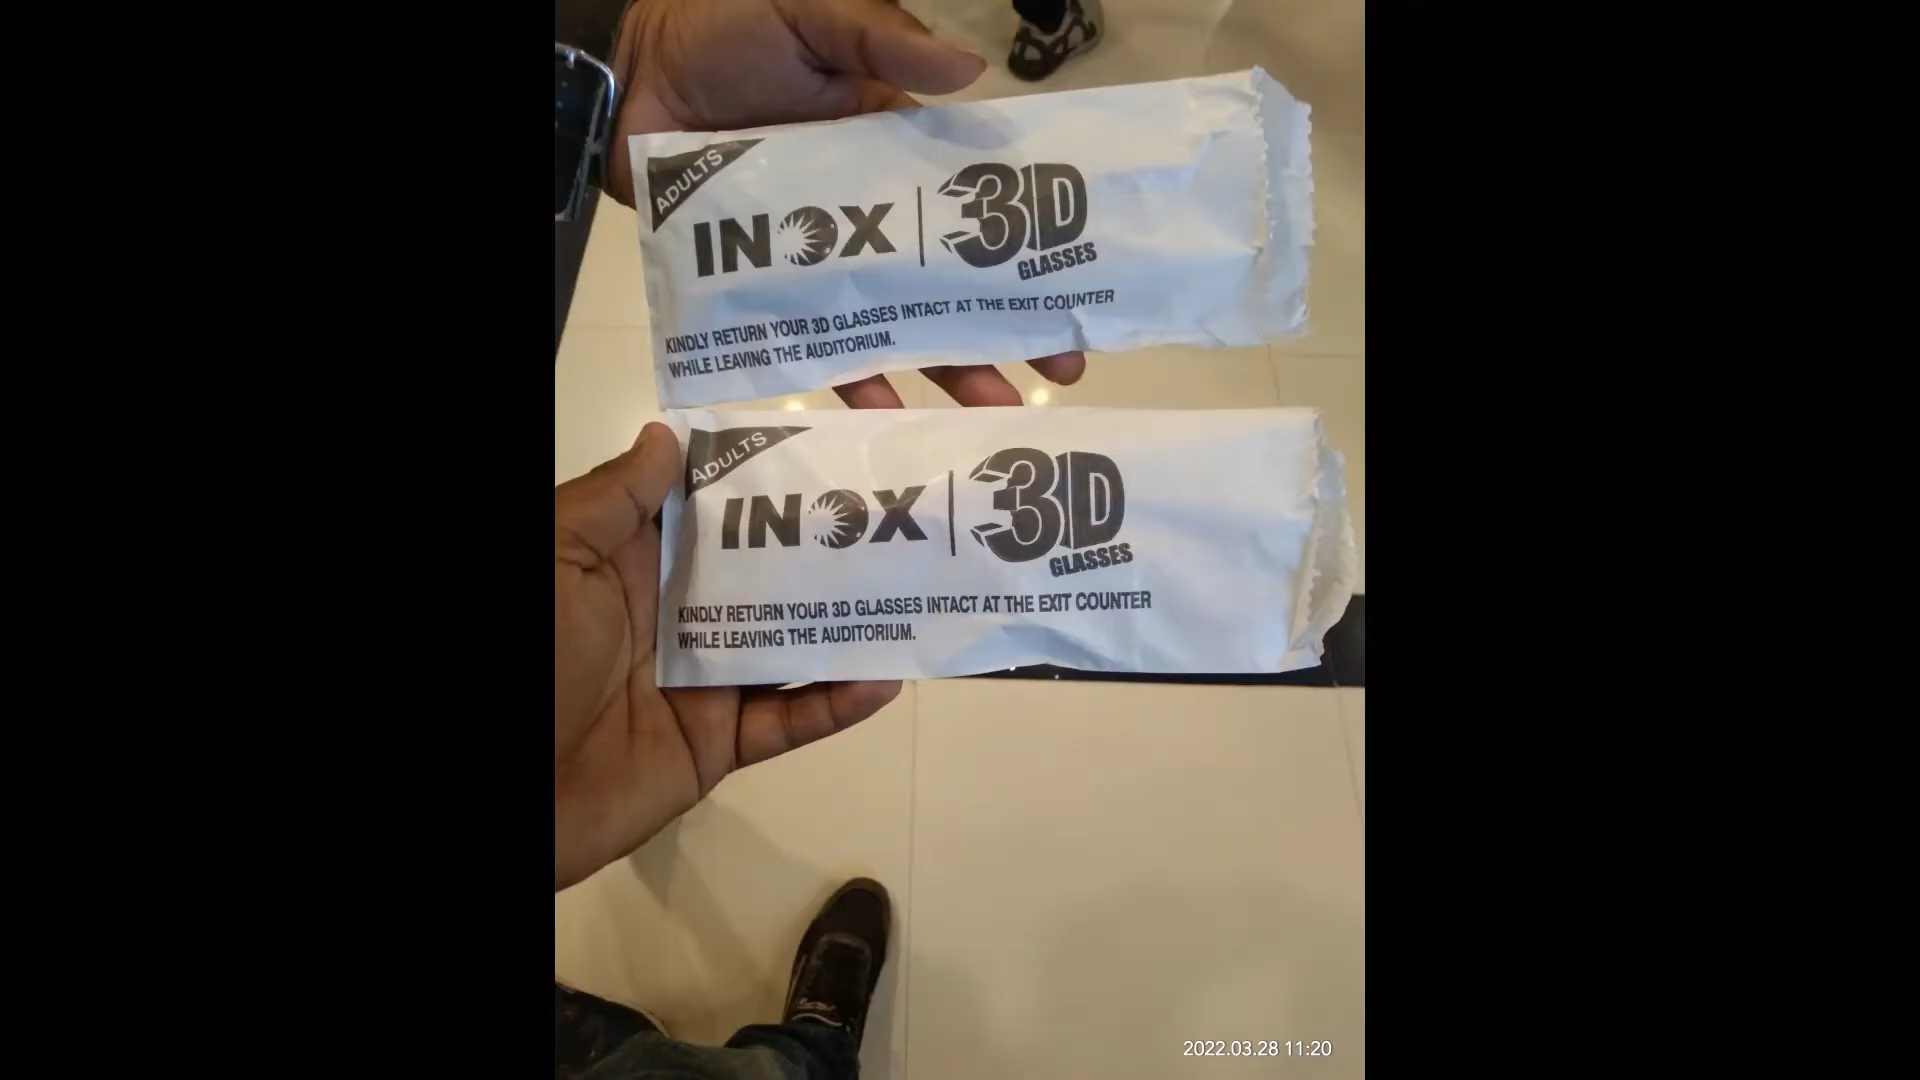 ADULTS
INOX | 3D
GLASSES
KINDLY RETURN YOUR 3D GLASSES INTACT AT THE EXIT COUNTER
WHILE LEAVING THE AUDITORIUM.
ADULTS
INOX | 3D
GLASSES
KINDLY RETURN YOUR 3D GLASSES INTACT AT THE EXIT COUNTER
WHILE LEAVING THE AUDITORIUM.
2022.03.28 11:20